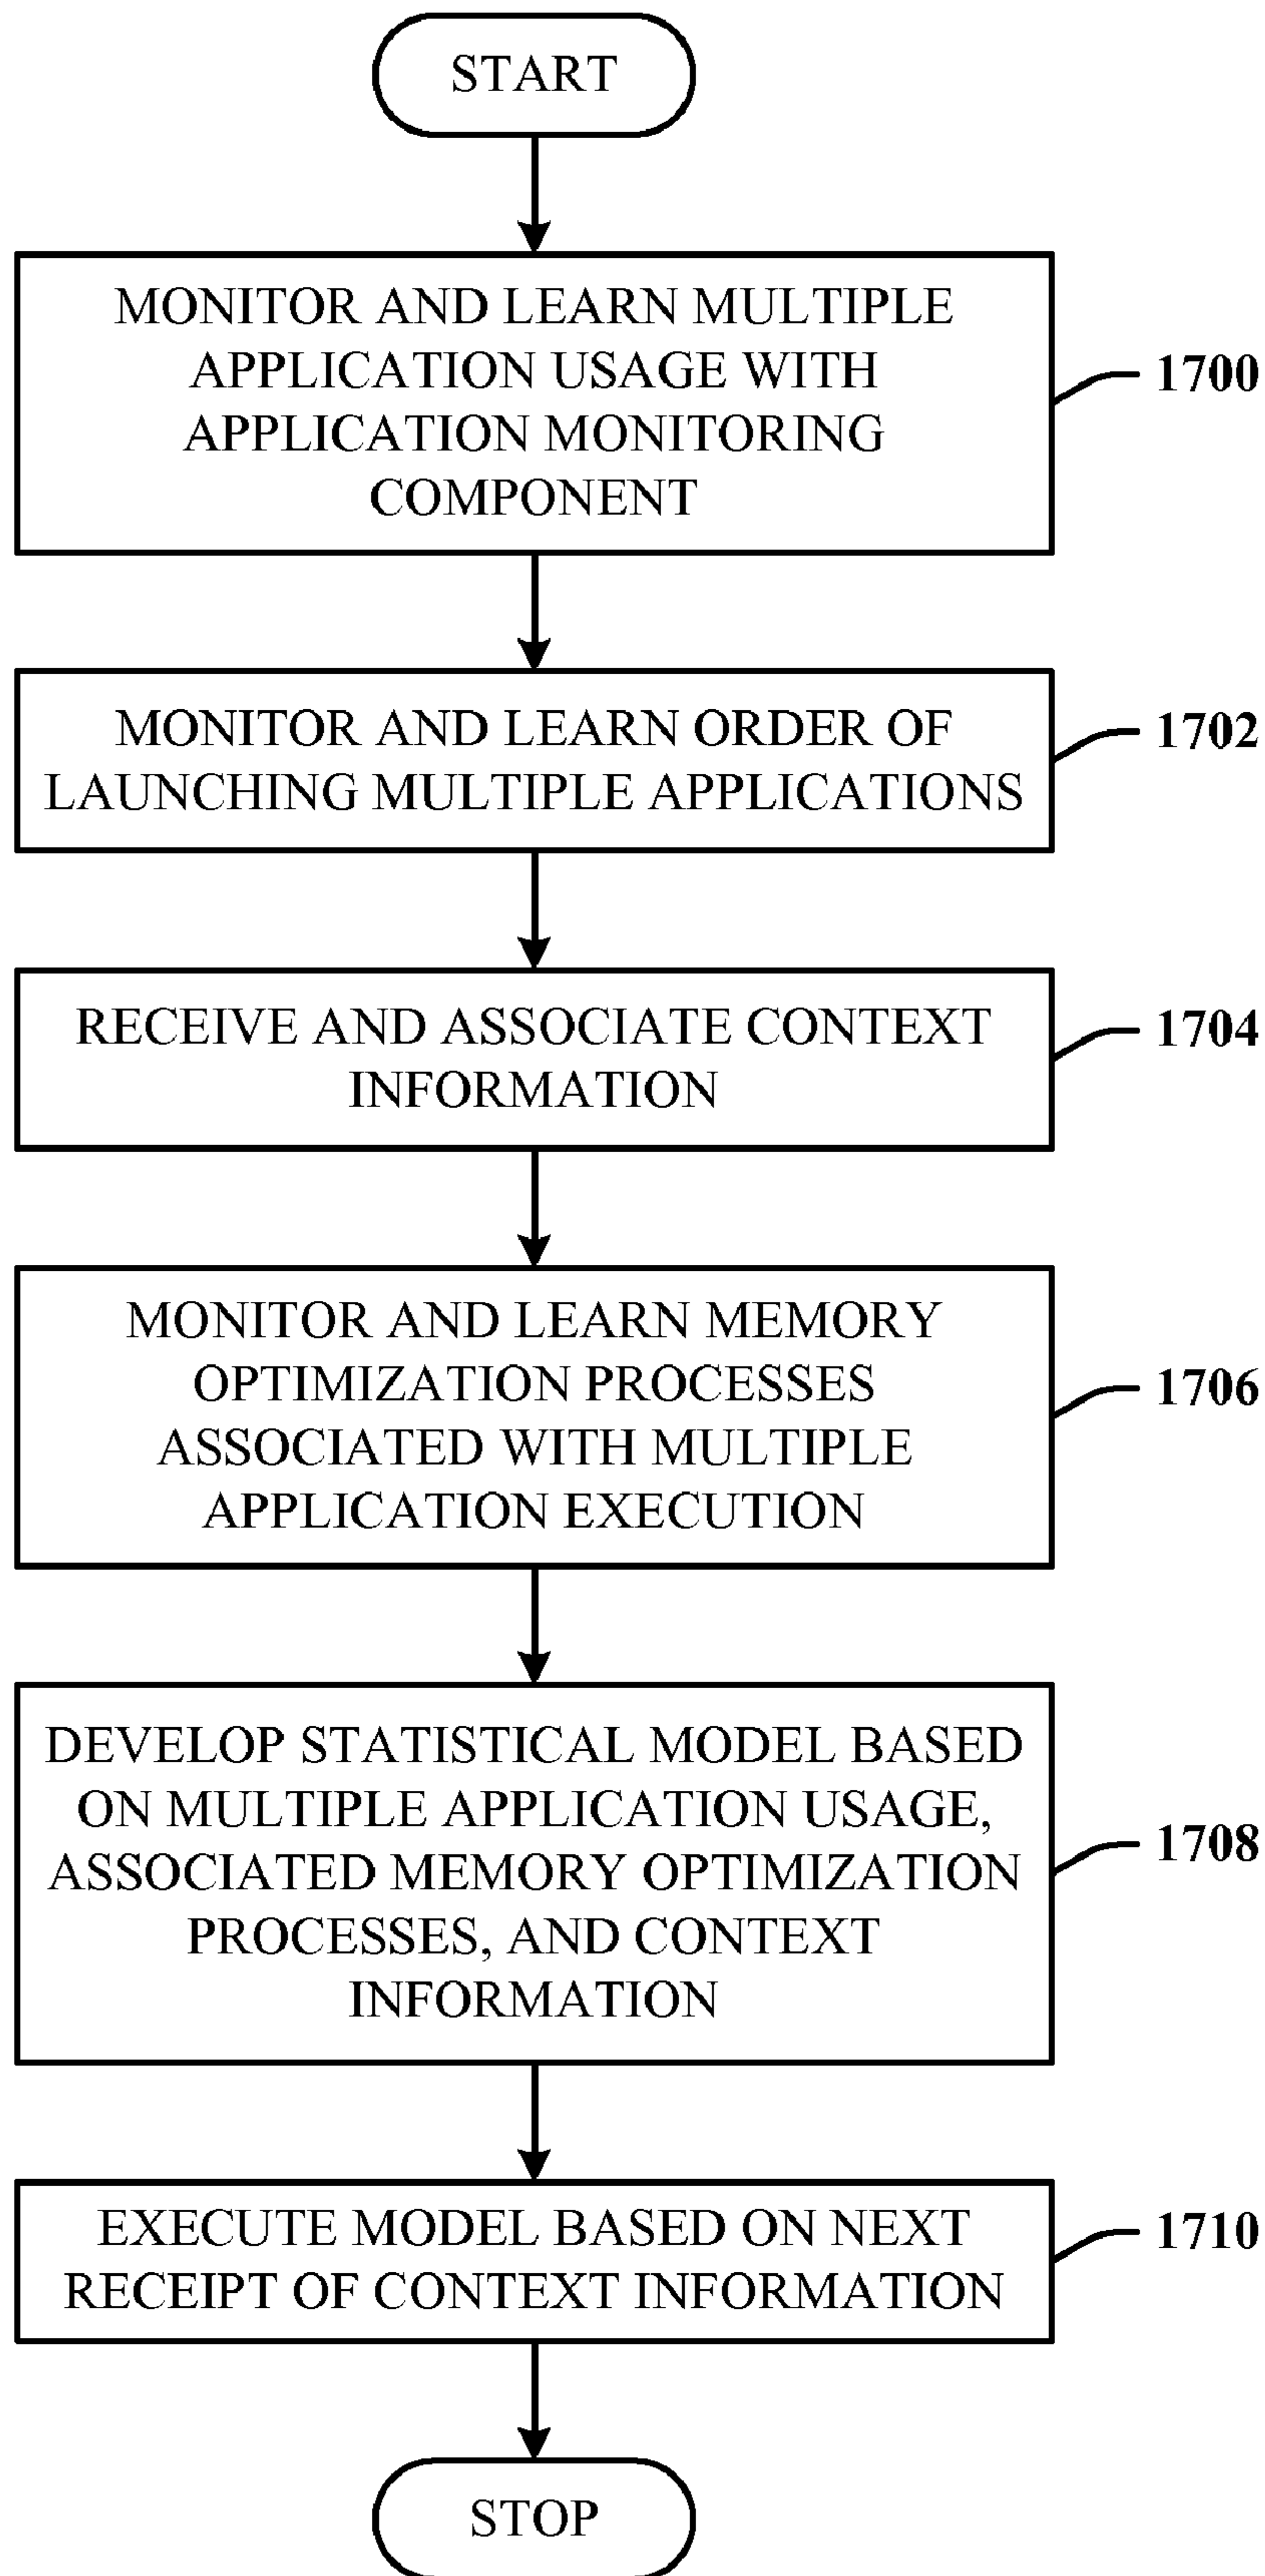 START
MONITOR AND LEARN MULTIPLE
APPLICATION USAGE WITH
APPLICATION MONITORING
COMPONENT
1700
MONITOR AND LEARN ORDER OF
LAUNCHING MULTIPLE APPLICATIONS
1702
RECEIVE AND ASSOCIATE CONTEXT
INFORMATION
1704
MONITOR AND LEARN MEMORY
OPTIMIZATION PROCESSES
ASSOCIATED WITH MULTIPLE
APPLICATION EXECUTION
1706
DEVELOP STATISTICAL MODEL BASED
ON MULTIPLE APPLICATION USAGE,
ASSOCIATED MEMORY OPTIMIZATION
PROCESSES, AND CONTEXT
INFORMATION
1708
EXECUTE MODEL BASED ON NEXT
RECEIPT OF CONTEXT INFORMATION
1710
STOP